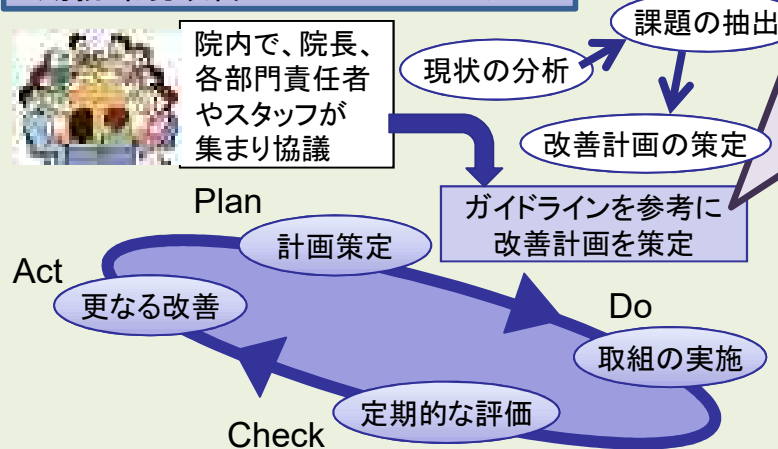 院内で、院長、
各部門責任者
やスタッフが
集まり協議
現状の分析
課題の抽出
改善計画の策定
ガイドラインを参考に
改善計画を策定
Plan
計画策定
Act
更なる改善
Do
取組の実施
定期的な評価
Check